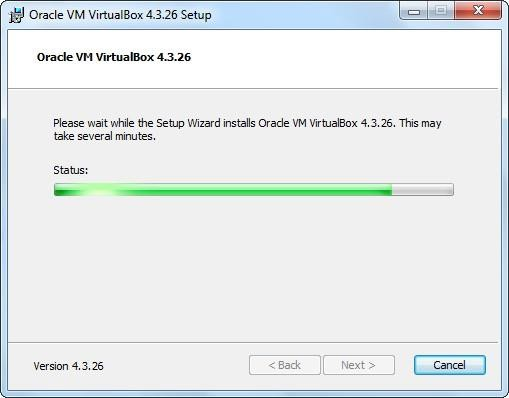 Oracle VM VirtualBox 4.3.26 Setup
Oracle VM VirtualBox 4.3.26
Please wait while the Setup Wizard installs Oracle VM VirtualBox 4.3.26. This may
take several minutes.
Status:
Version 4.3.26
< Back
Next >
Cancel